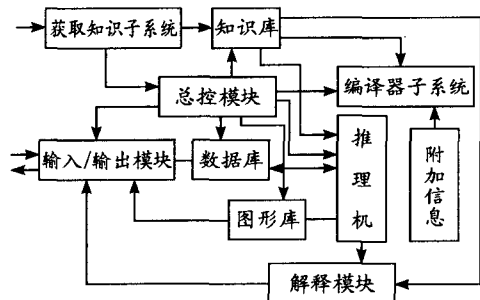 获取知识子系统
知识库
总控模块
编译器子系统
输入/输出模块
数据库
推理机
附加信息
图形库
解释模块